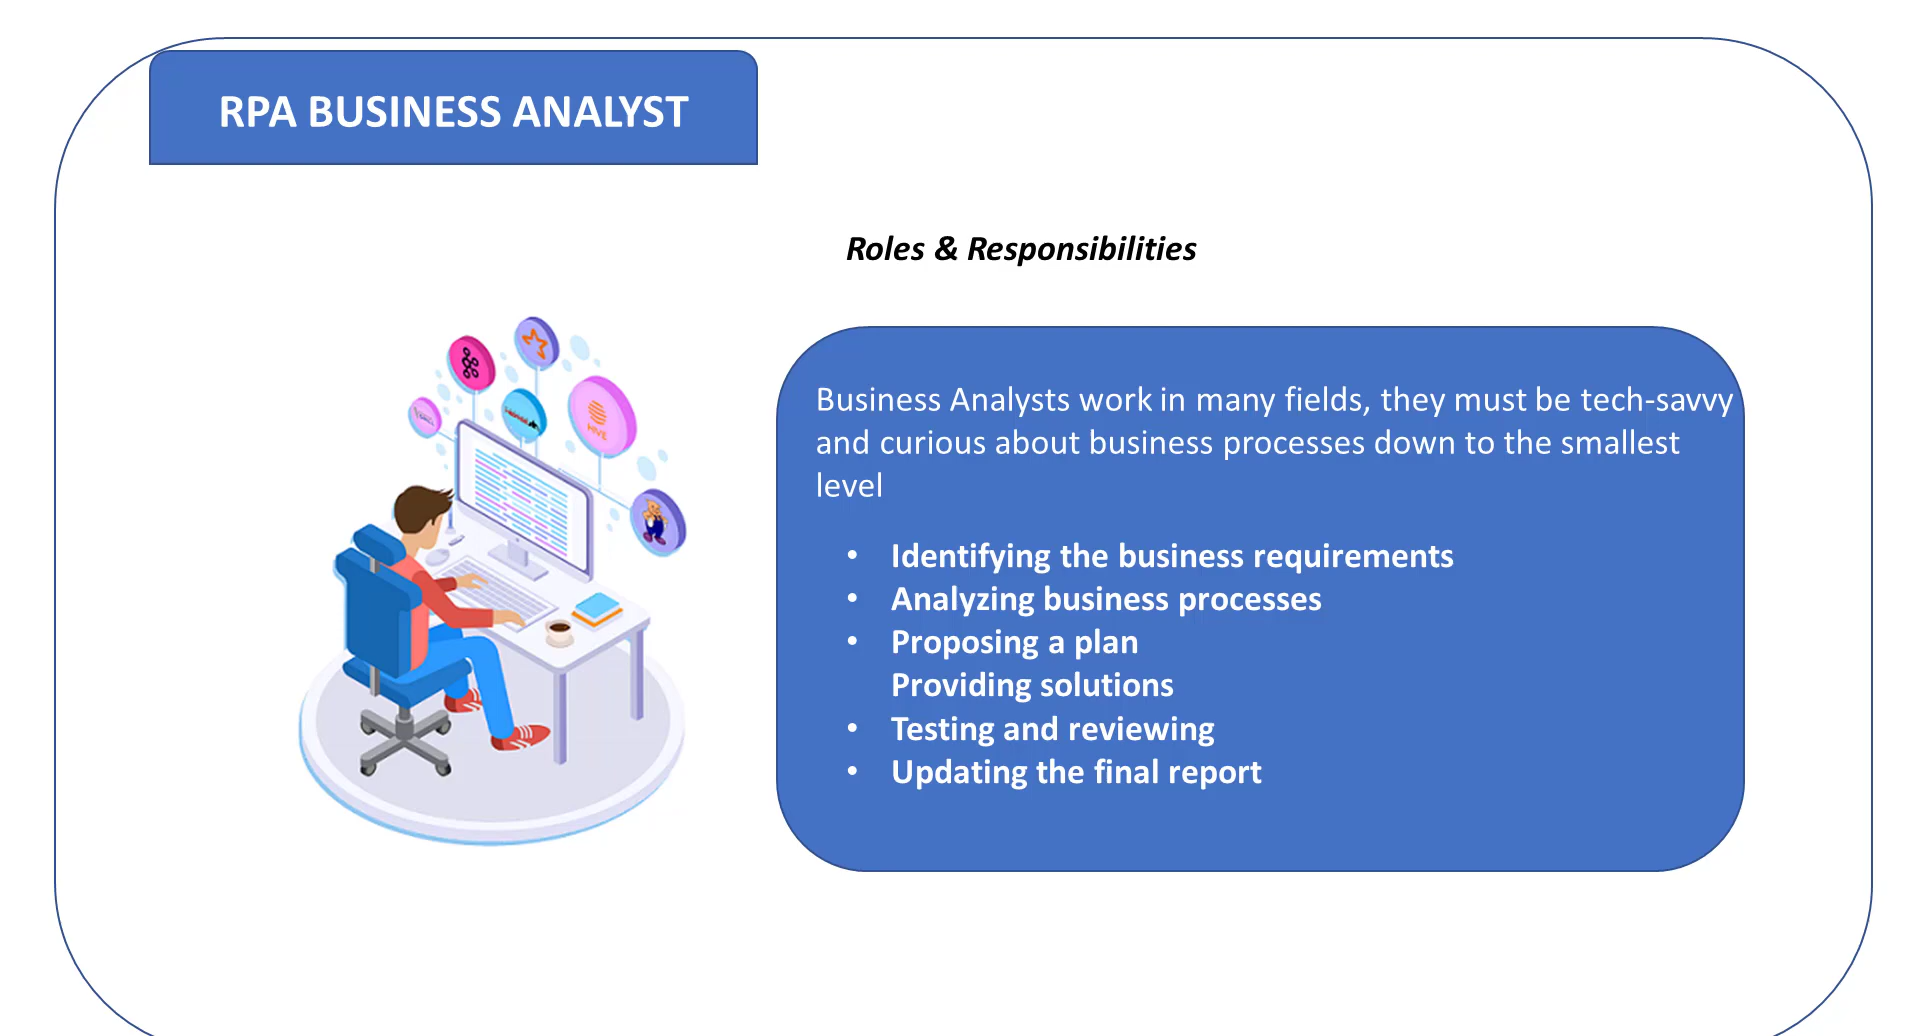 RPA BUSINESS ANALYST
Roles & Responsibilities
HIVE
Business Analysts work in many fields, they must be tech-savvy
and curious about business processes down to the smallest
level
• Identifying the business requirements
• Analyzing business processes
• Proposing a plan
Providing solutions
• Testing and reviewing
• Updating the final report